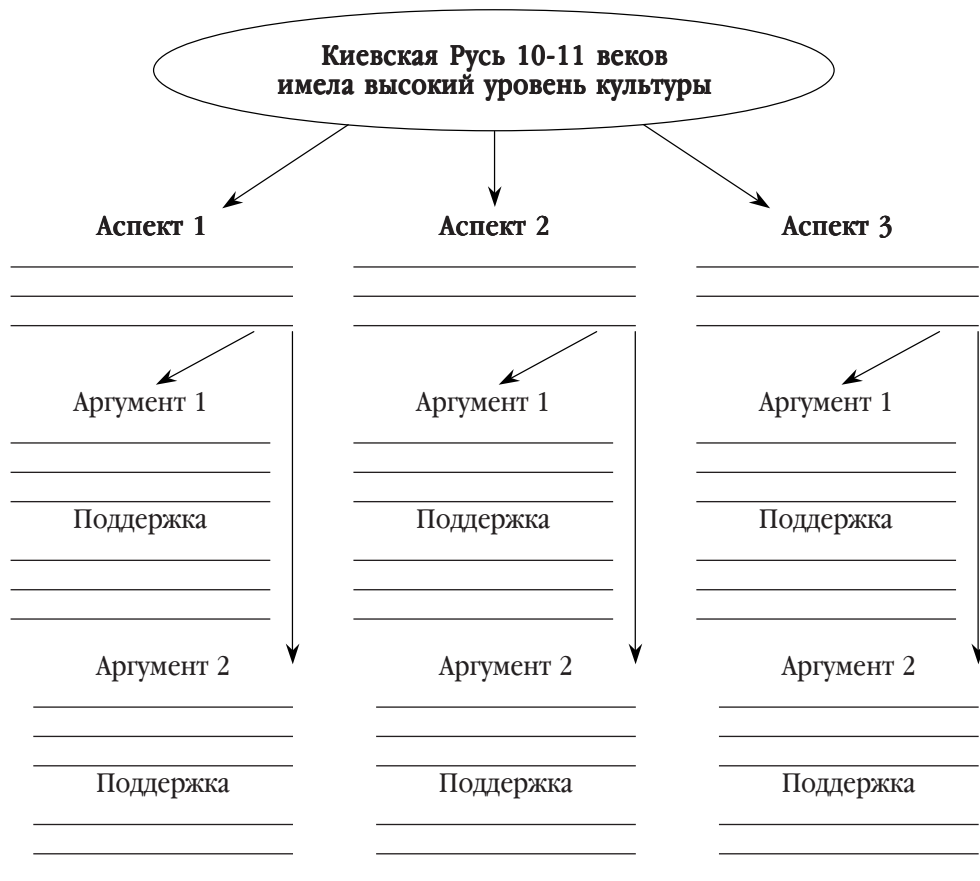 Киевская Русь 10-11 веков
имела высокий уровень культуры
Аспект 1
Аспект 2
Аспект 3
Аргумент 1
Аргумент 1
Аргумент 1
Поддержка
Поддержка
Поддержка
Аргумент 2
Аргумент 2
Аргумент 2
Поддержка
Поддержка
Поддержка